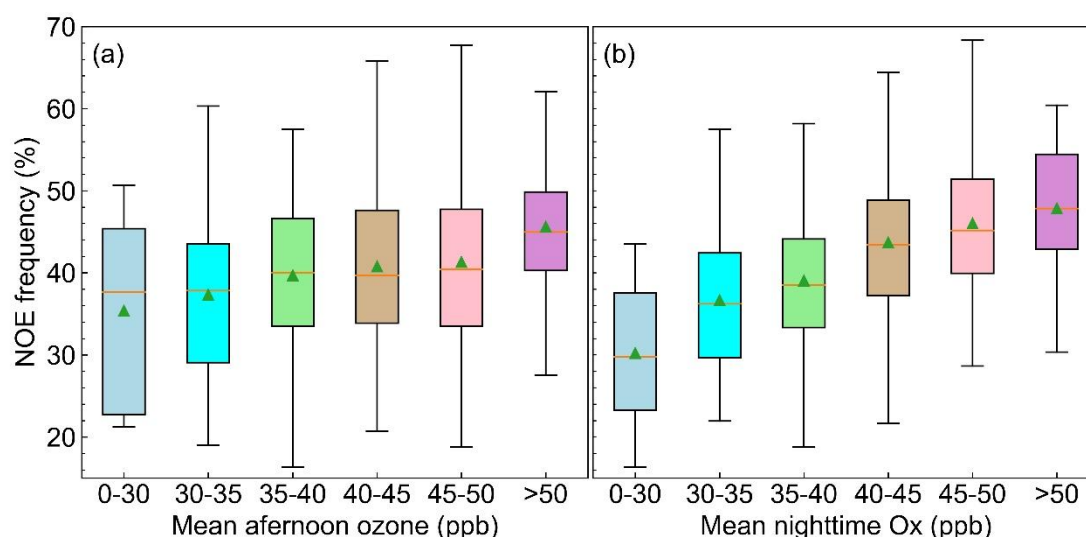 70
60
50
40
30
20
NOE frequency (%)
(a)
0-30 30-35 35-40 40-45 45-50 >50
Mean afernoon ozone (ppb)
(b)
0-30 30-35 35-40 40-45 45-50 >50
Mean nighttime Ox (ppb)